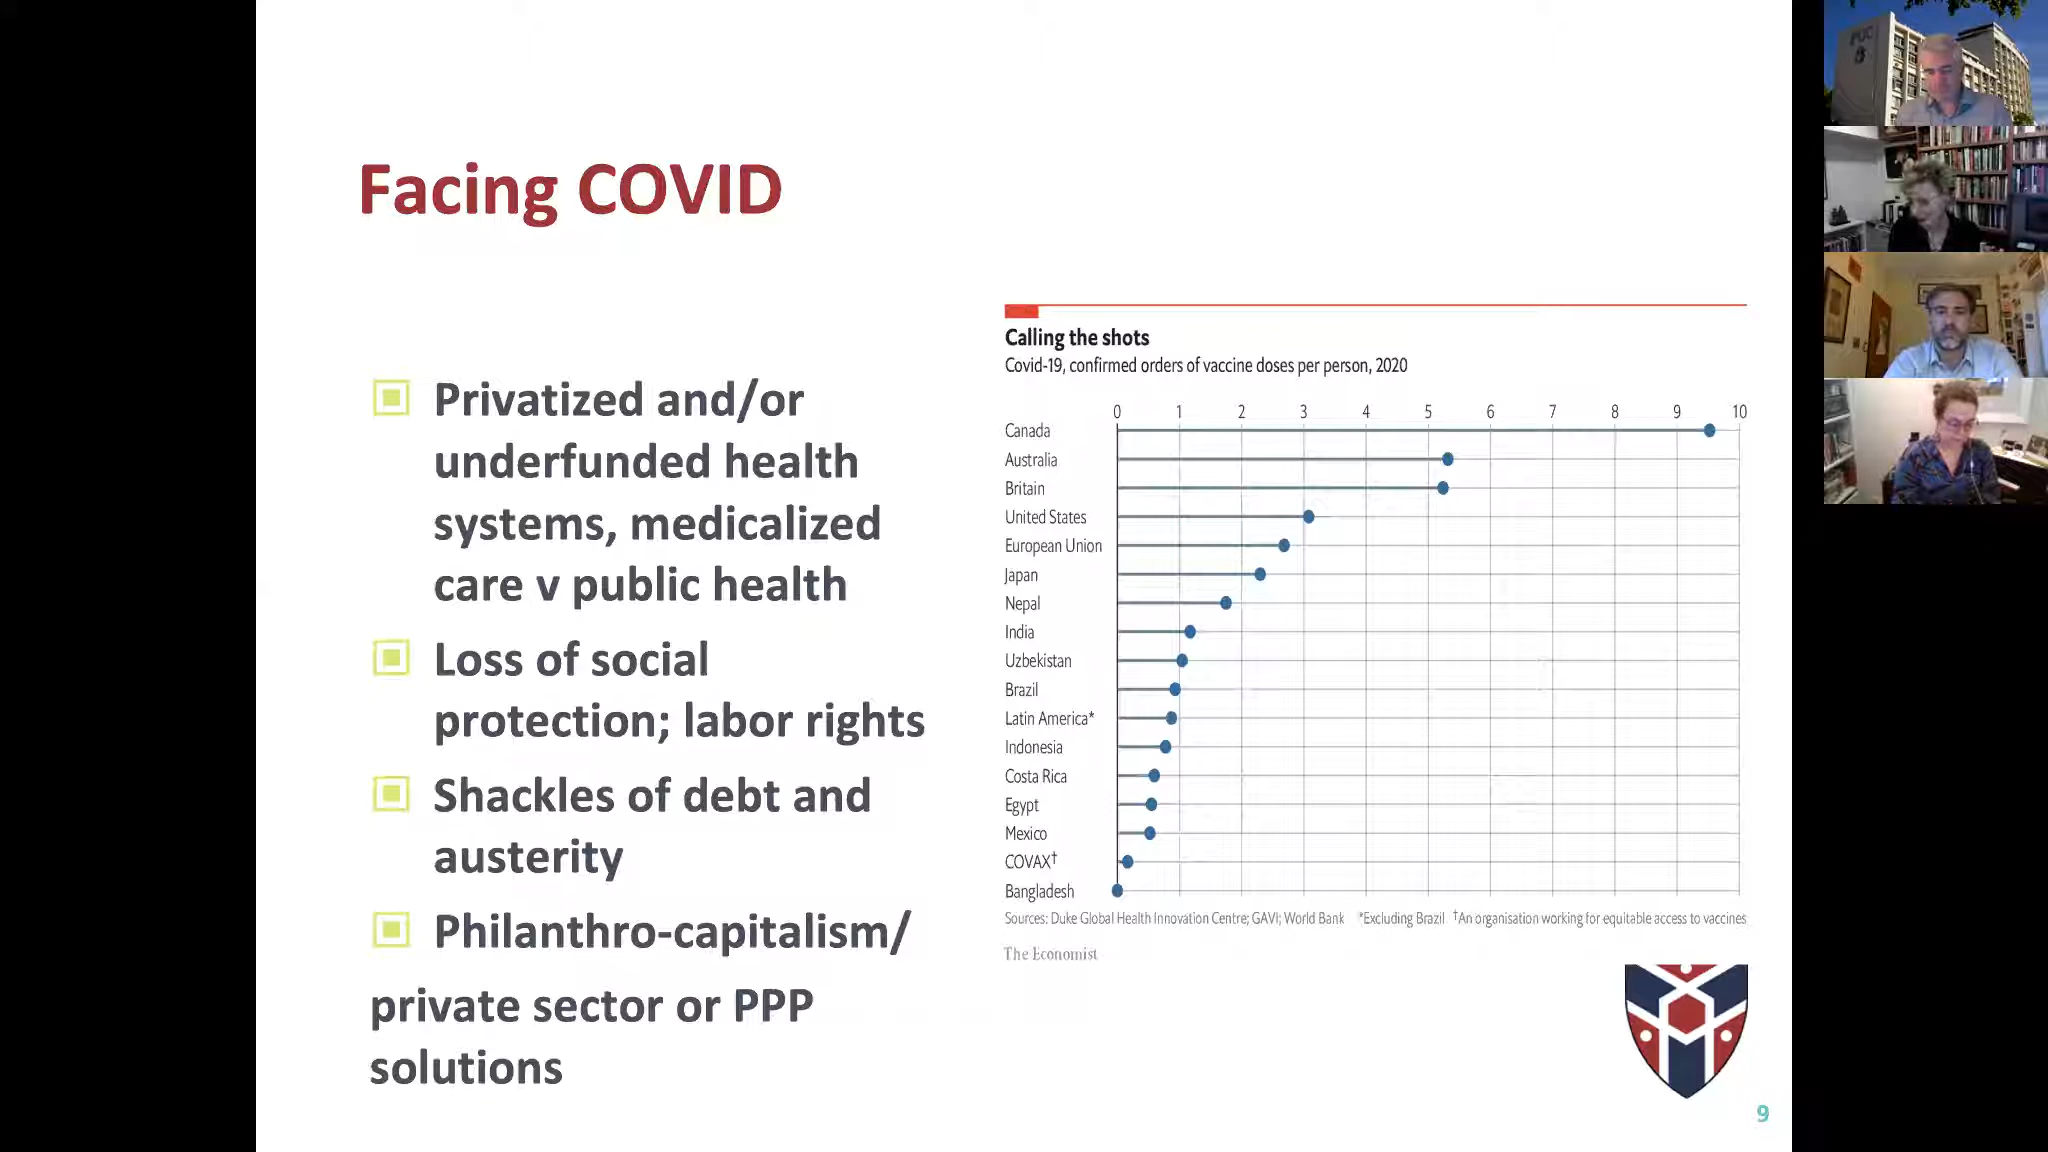 Facing COVID
Privatized and/or
underfunded health
systems, medicalized
care v public health
Loss of social
protection; labor rights
Shackles of debt and
austerity
Philanthro-capitalism/
private sector or PPP
solutions
Calling the shots
Covid-19, confirmed orders of vaccine doses per person, 2020
0 1 2 3 4 5 6 7 8 9 10
Canada
Australia
Britain
United States
European Union
Japan
Nepal
India
Uzbekistan
Brazil
Latin America*
Indonesia
Costa Rica
Egypt
Mexico
COVAX†
Bangladesh
Sources: Duke Global Health Innovation Centre; GAVI; World Bank *Excluding Brazil †An organisation working for equitable access to vaccines
The Economist
9